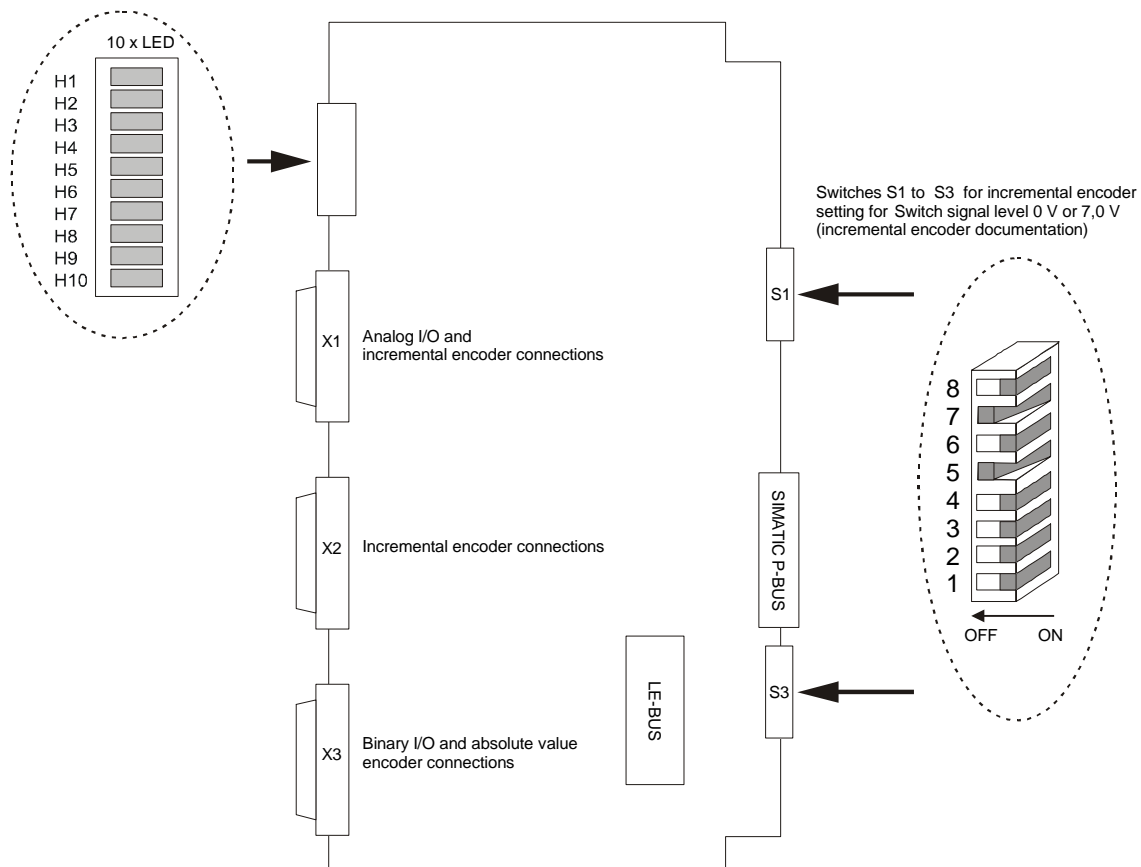 10 x LED
H1
H2
H3
H4
H5
H6
H7
H8
H9
H10
X1
Analog I/O and
incremental encoder connections
X2
Incremental encoder connections
X3
Binary I/O and absolute value
encoder connections
LE-BUS
S1
SIMATIC P-BUS
S3
Switches S1 to S3 for incremental encoder
setting for Switch signal level 0 V or 7,0 V
(incremental encoder documentation)
8
7
6
5
4
3
2
1
OFF ON